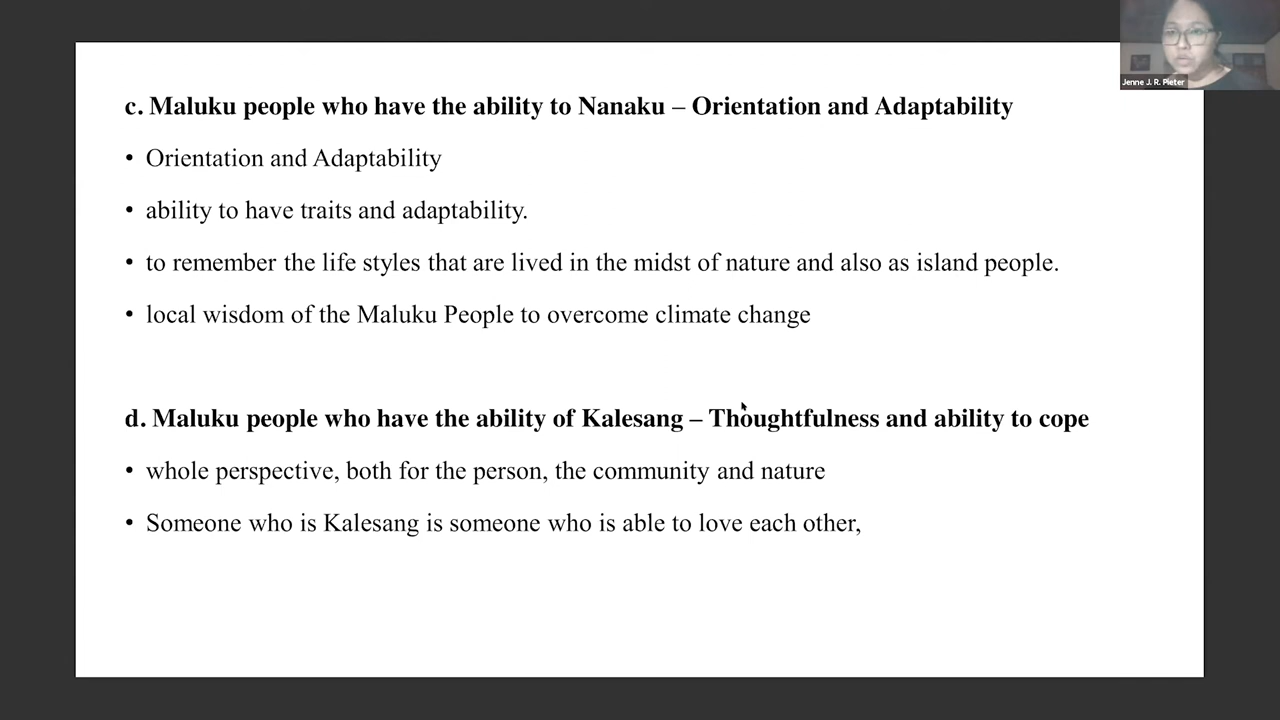 Jenne J. R. Pieter
c. Maluku people who have the ability to Nanaku – Orientation and Adaptability
• Orientation and Adaptability
• ability to have traits and adaptability.
• to remember the life styles that are lived in the midst of nature and also as island people.
• local wisdom of the Maluku People to overcome climate change
d. Maluku people who have the ability of Kalesang – Thoughtfulness and ability to cope
• whole perspective, both for the person, the community and nature
• Someone who is Kalesang is someone who is able to love each other,